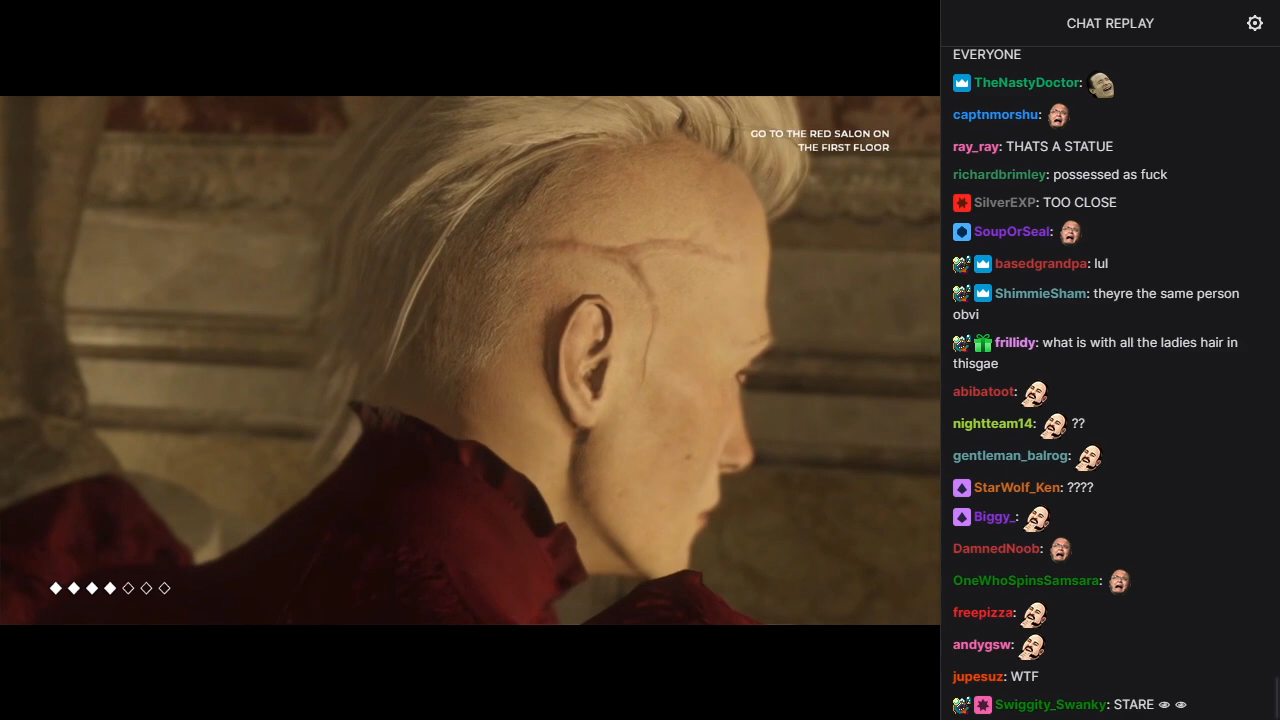 GO TO THE RED SALON ON
THE FIRST FLOOR
CHAT REPLAY
EVERYONE
TheNastyDoctor:
captnmorshu:
ray_ray: THATS A STATUE
richardbrimley: possessed as fuck
SilverEXP: TOO CLOSE
SoupOrSeal:
basedgrandpa: lul
ShimmieSham: theyre the same person
obvi
frillidy: what is with all the ladies hair in
thisgae
abibatoot:
nightteam14: ??
gentleman_balrog:
StarWolf_Ken: ????
Biggy_:
DamnedNoob:
OneWhoSpinsSamsara:
freepizza:
andygsw:
jupesuz: WTF
Swiggity_Swanky: STARE